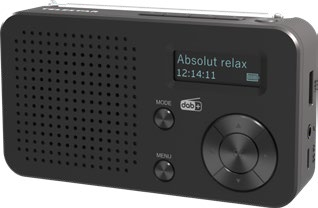 Absolut relax
12:14:11
MODE
dab+
MENU